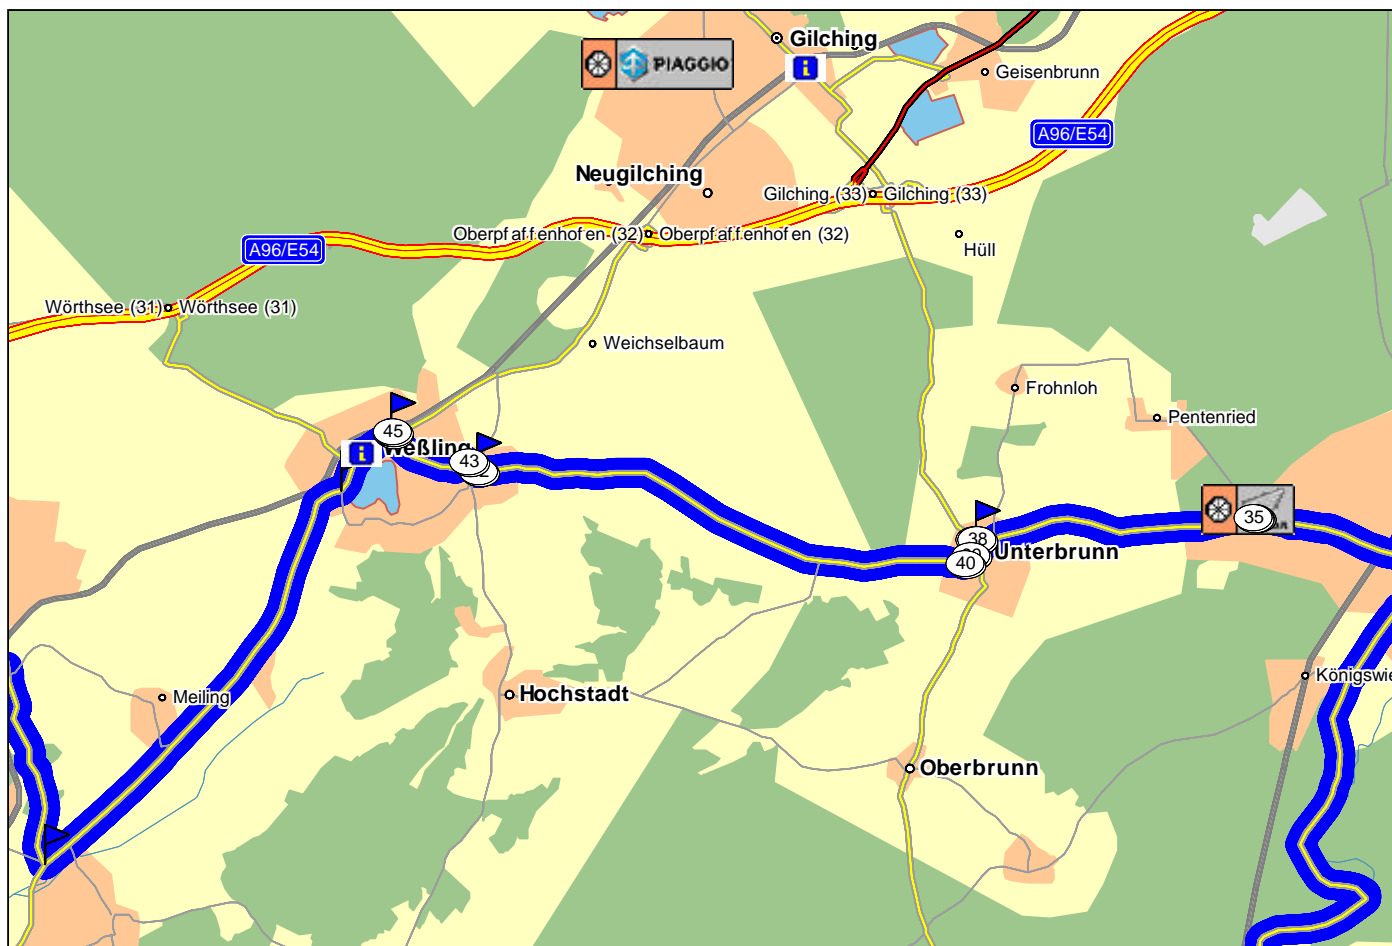 Gilching
PIAGGIO
Geisenbrunn
A96/E54
Neugilching
Gilching (33)
Gilching (33)
Oberpfaffenhofen (32)
Oberpfaffenhofen (32)
Hüll
A96/E54
Wörthsee (31)
Wörthsee (31)
Weichselbaum
Frohnloh
Pentenried
45
Weßling
43
35
38
Unterbrunn
40
Königswie
Meiling
Hochstadt
Oberbrunn